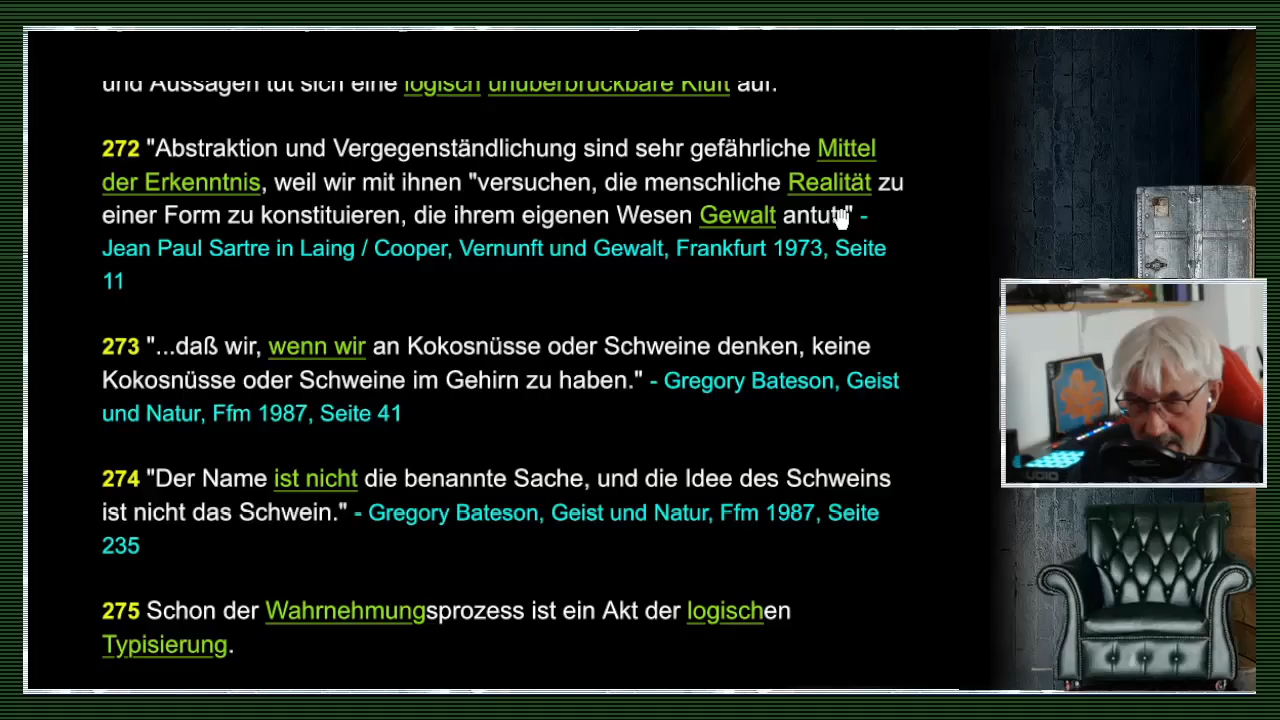 und Aussagen tut sich eine logisch unüberbrückbare Kluft auf.
272 "Abstraktion und Vergegenständlichung sind sehr gefährliche Mittel
der Erkenntnis, weil wir mit ihnen "versuchen, die menschliche Realität zu
einer Form zu konstituieren, die ihrem eigenen Wesen Gewalt antut" -
Jean Paul Sartre in Laing / Cooper, Vernunft und Gewalt, Frankfurt 1973, Seite
11
273 "...daß wir, wenn wir an Kokosnüsse oder Schweine denken, keine
Kokosnüsse oder Schweine im Gehirn zu haben." - Gregory Bateson, Geist
und Natur, Ffm 1987, Seite 41
274 "Der Name ist nicht die benannte Sache, und die Idee des Schweins
ist nicht das Schwein." - Gregory Bateson, Geist und Natur, Ffm 1987, Seite
235
275 Schon der Wahrnehmungsprozess ist ein Akt der logischen
Typisierung.